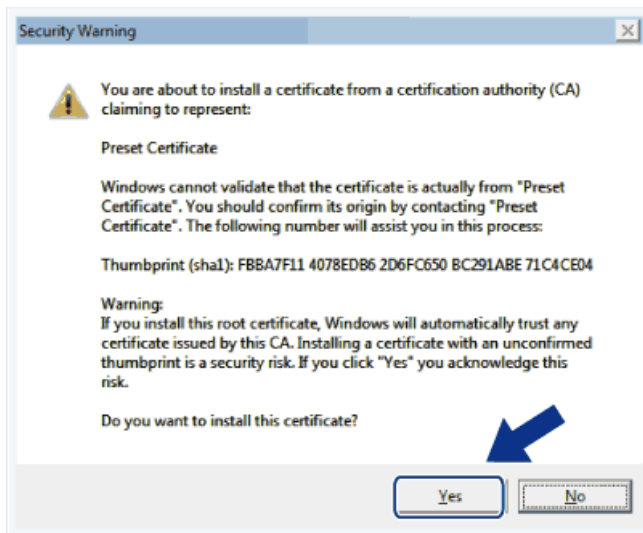 Security Warning
You are about to install a certificate from a certification authority (CA)
claiming to represent:
Preset Certificate
Windows cannot validate that the certificate is actually from "Preset
Certificate". You should confirm its origin by contacting "Preset
Certificate". The following number will assist you in this process:
Thumbprint (sha1): FBBA7F11 4078EDB6 2D6FC650 BC291ABE 71C4CE04
Warning:
If you install this root certificate, Windows will automatically trust any
certificate issued by this CA. Installing a certificate with an unconfirmed
thumbprint is a security risk. If you click "Yes" you acknowledge this
risk.
Do you want to install this certificate?
Yes
No